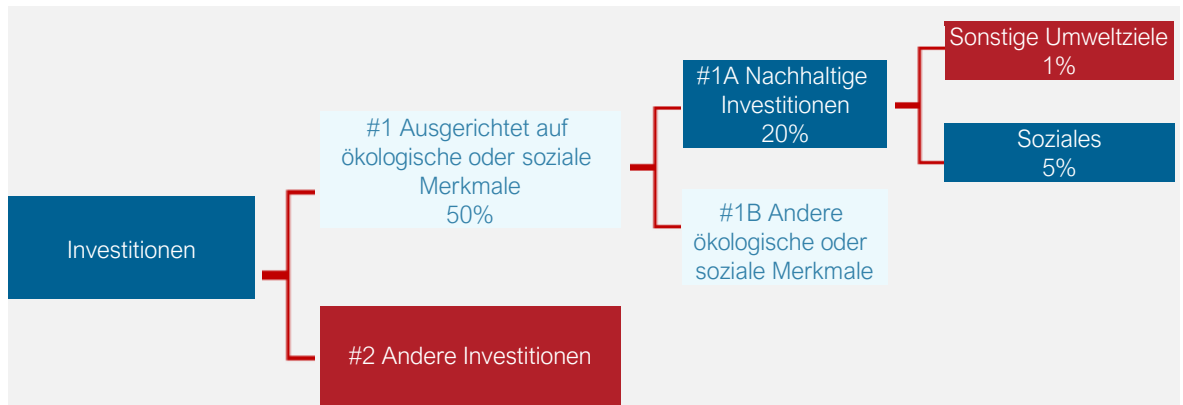 Investitionen
#1 Ausgerichtet auf
ökologische oder soziale
Merkmale
50%
#2 Andere Investitionen
#1A Nachhaltige
Investitionen
20%
#1B Andere
ökologische oder
soziale Merkmale
Sonstige Umweltziele
1%
Soziales
5%